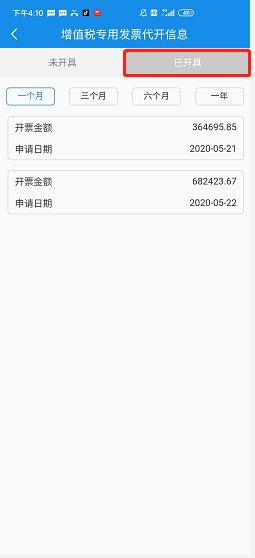 下午4:10
增值税专用发票代开信息
未开具 已开具
一个月 三个月 六个月 一年
开票金额 364695.85
申请日期 2020-05-21
开票金额 682423.67
申请日期 2020-05-22